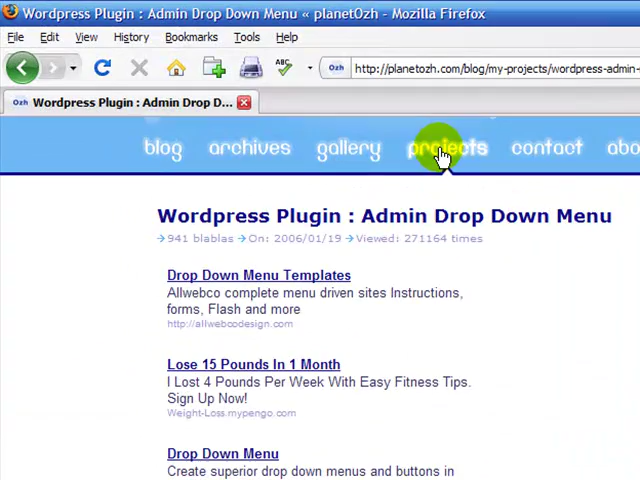 Wordpress Plugin : Admin Drop Down Menu « planetOzh - Mozilla Firefox
File Edit View History Bookmarks Tools Help
ABC Ozh http://planetozh.com/blog/my-projects/wordpress-admin-
Ozh Wordpress Plugin : Admin Drop D...
blog archives gallery projects contact abo
Wordpress Plugin : Admin Drop Down Menu
941 blablas On: 2006/01/19 Viewed: 271164 times
Drop Down Menu Templates
Allwebco complete menu driven sites Instructions,
forms, Flash and more
http://allwebcodesign.com
Lose 15 Pounds In 1 Month
I Lost 4 Pounds Per Week With Easy Fitness Tips.
Sign Up Now!
Weight-Loss.mypengo.com
Drop Down Menu
Create superior drop down menus and buttons in